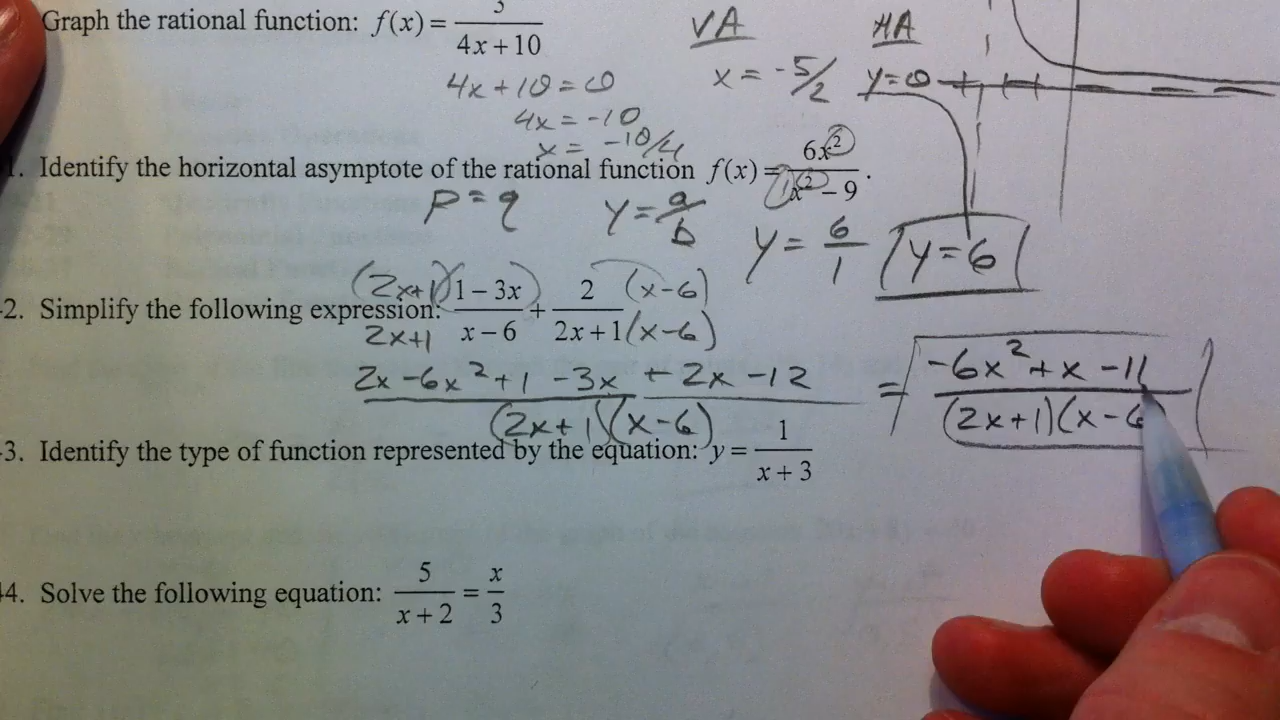 Graph the rational function: f(x) = 3/(4x + 10)
VA HA
4x + 10 = 0 x = -5/2 y = 0
4x = -10
x = -10/4
1. Identify the horizontal asymptote of the rational function f(x) = 6x²/(1x² − 9).
P = q y = a/b y = 6/1 y = 6
2. Simplify the following expression: (2x+1)(1 − 3x)/(2x+1 x − 6) + 2(x−6)/(2x + 1(x−6))
(2x − 6x² + 1 − 3x + 2x − 12)/((2x+1)(x−6)) = (−6x² + x − 11)/((2x+1)(x−6))
3. Identify the type of function represented by the equation: y = 1/(x + 3)
44. Solve the following equation: 5/(x + 2) = x/3